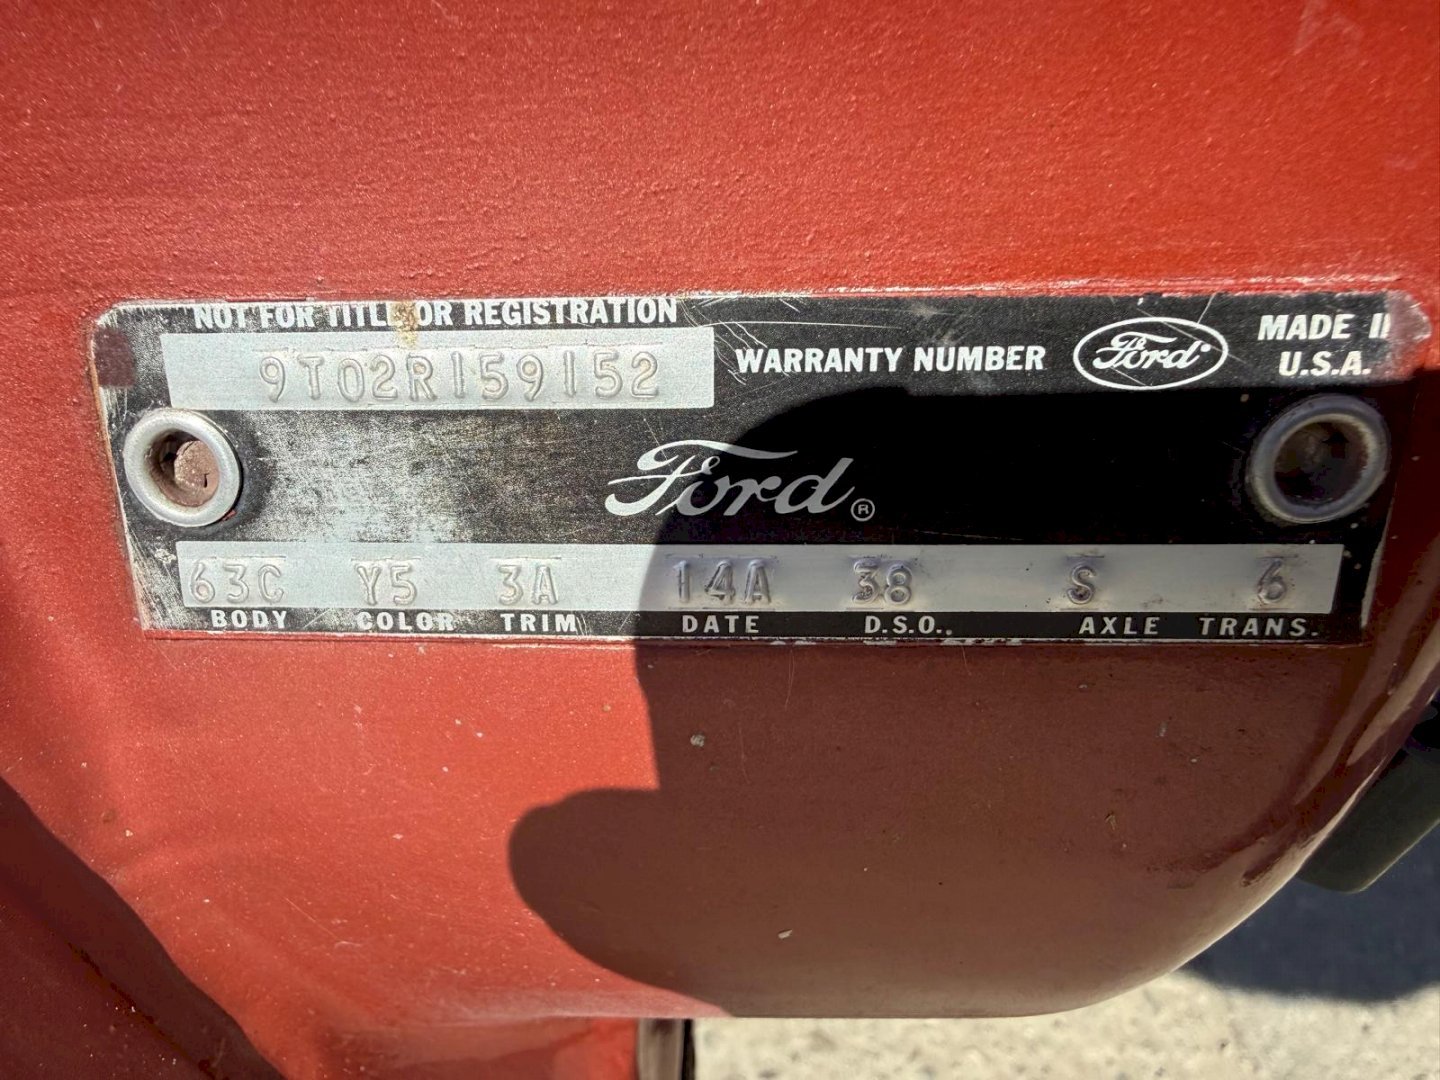 NOT FOR TITLE OR REGISTRATION
9T02R159152
WARRANTY NUMBER
Ford
MADE IN
U.S.A.
Ford®
63C Y5 3A 14A 38 S 6
BODY COLOR TRIM DATE D.S.O. AXLE TRANS.